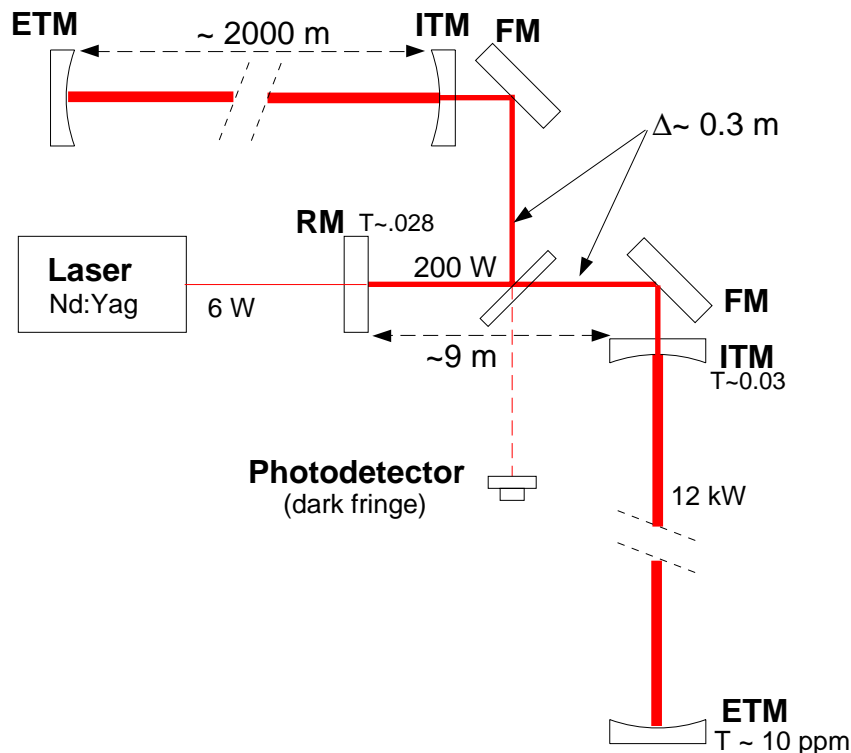 ETM
~ 2000 m
ITM
FM
Δ~ 0.3 m
RM T~.028
Laser
Nd:Yag
6 W
200 W
FM
~9 m
ITM
T~0.03
Photodetector
(dark fringe)
12 kW
ETM
T ~ 10 ppm